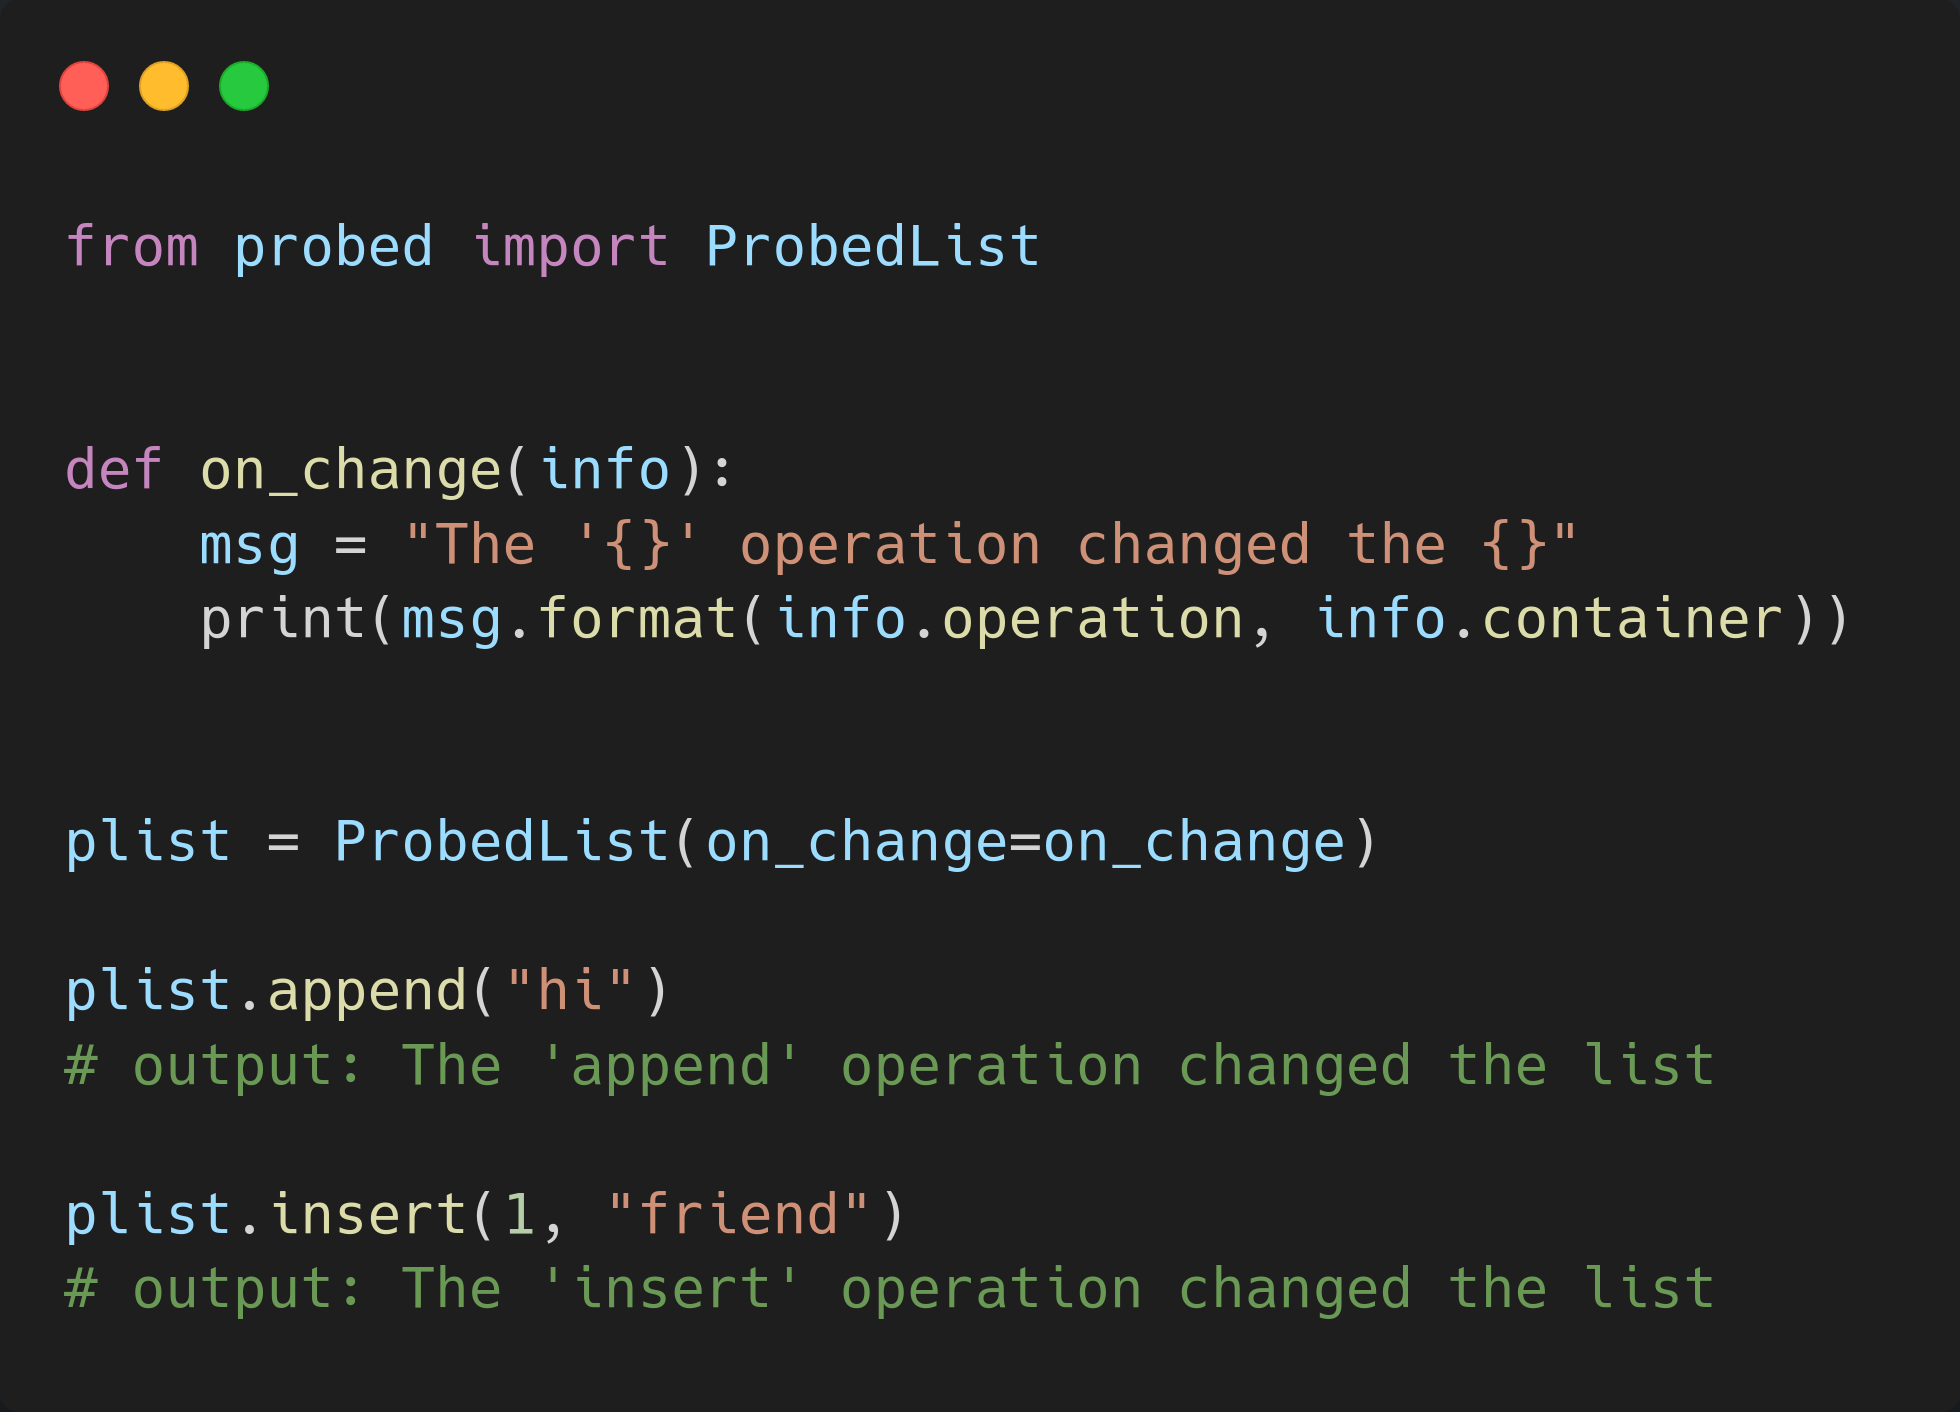 from probed import ProbedList
def on_change(info):
    msg = "The '{}' operation changed the {}"
    print(msg.format(info.operation, info.container))
plist = ProbedList(on_change=on_change)
plist.append("hi")
# output: The 'append' operation changed the list
plist.insert(1, "friend")
# output: The 'insert' operation changed the list